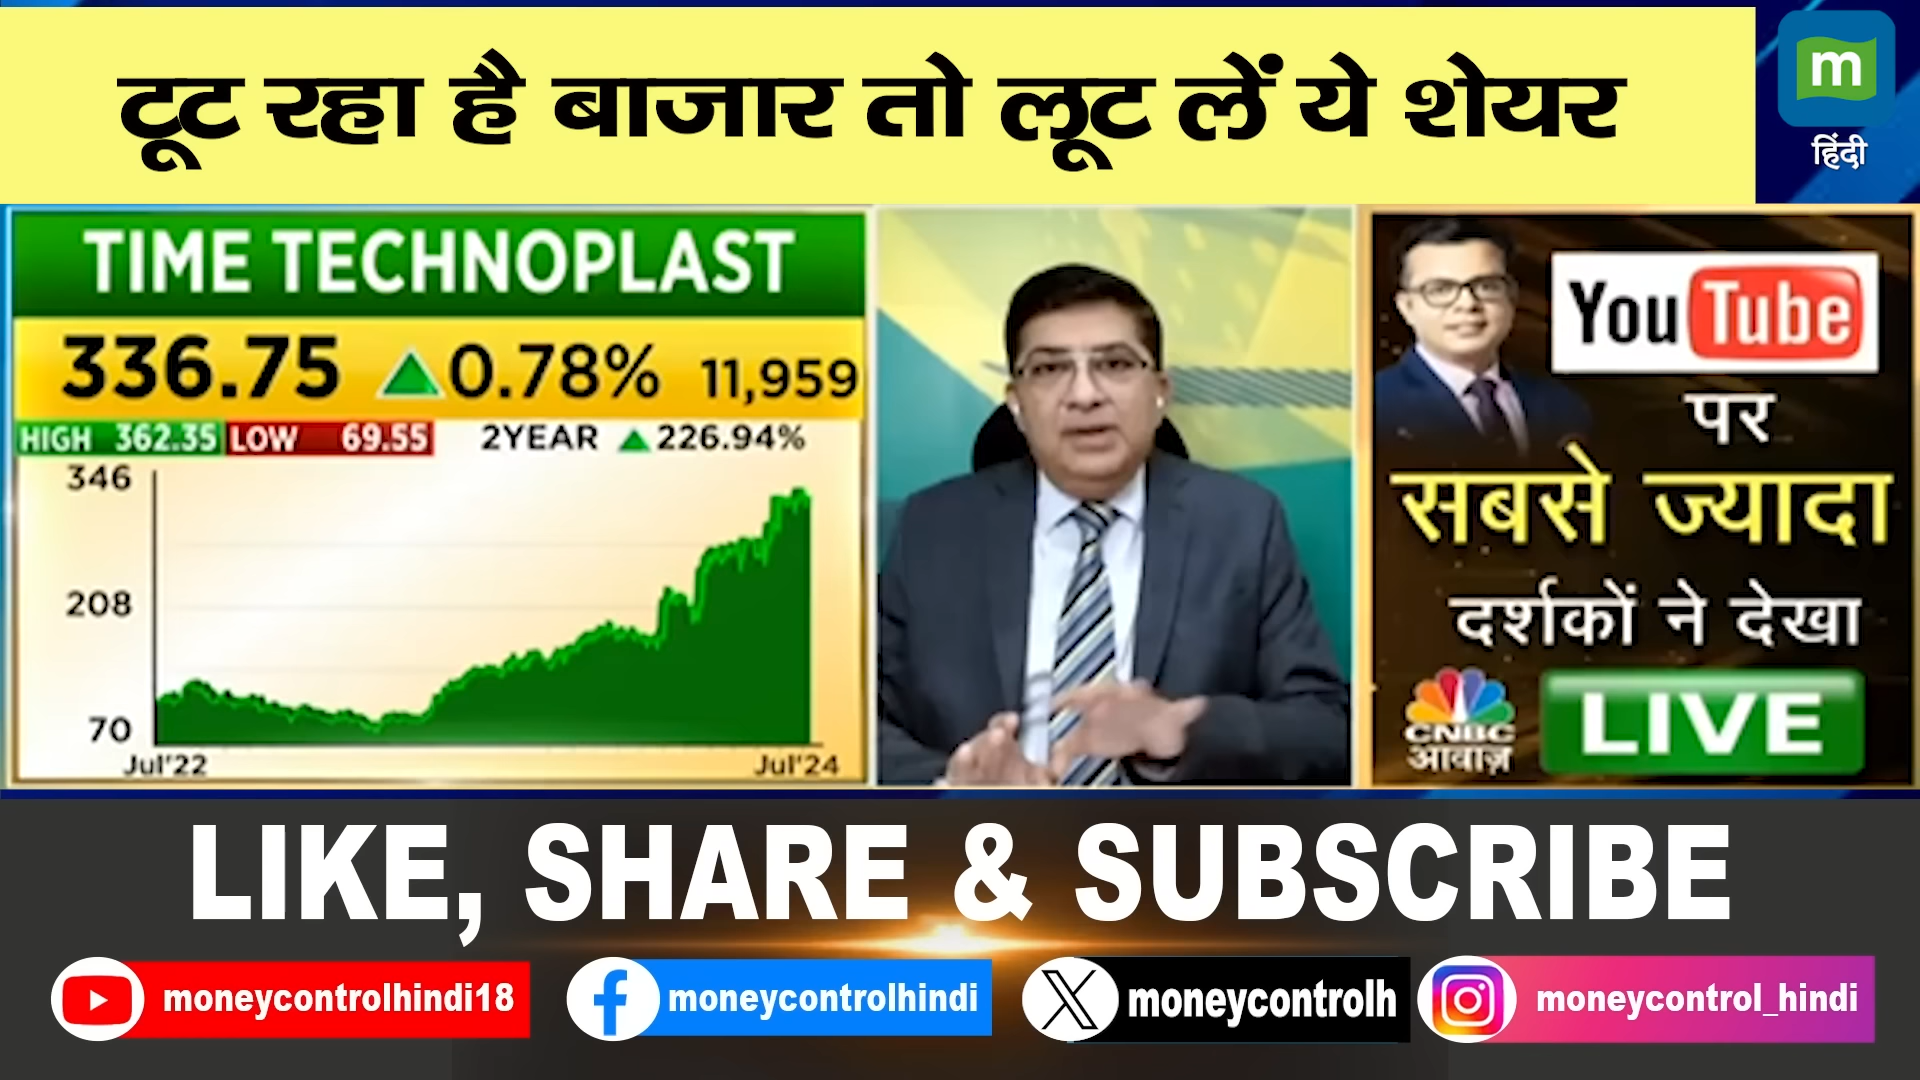 टूट रहा है बाजार तो लूट लें ये शेयर
m
हिंदी
TIME TECHNOPLAST
336.75 ▲0.78% 11,959
HIGH 362.35 LOW 69.55 2YEAR ▲226.94%
346
208
70
Jul'22 Jul'24
YouTube
पर
सबसे ज्यादा
दर्शकों ने देखा
CNBC
आवाज़
LIVE
LIKE, SHARE & SUBSCRIBE
moneycontrolhindi18 moneycontrolhindi moneycontrolh moneycontrol_hindi